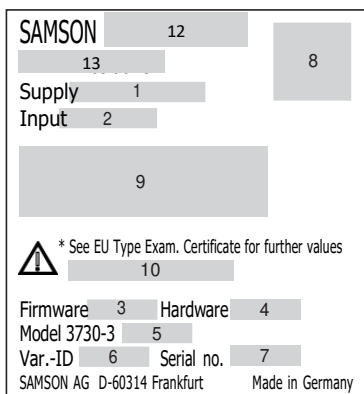 SAMSON 12
13 8
Supply 1
Input 2
9
* See EU Type Exam. Certificate for further values
10
Firmware 3 Hardware 4
Model 3730-3 5
Var.-ID 6 Serial no. 7
SAMSON AG D-60314 Frankfurt Made in Germany